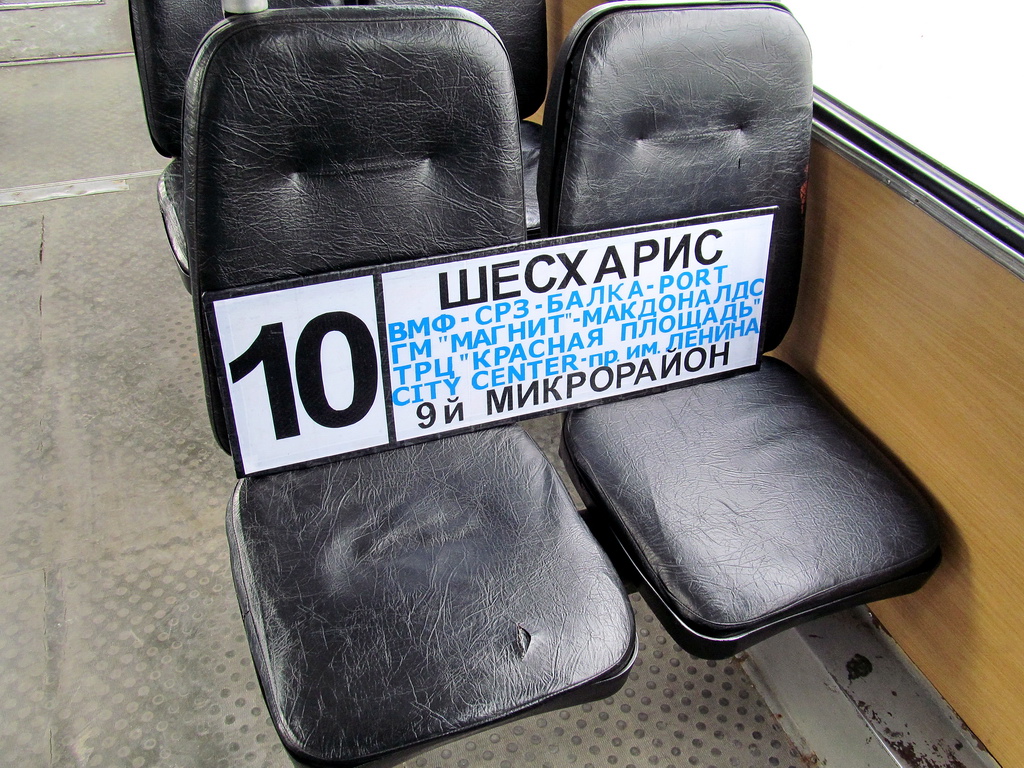 10
ШЕСХАРИС
ВМФ-СРЗ-БАЛКА-PORT
ГМ "МАГНИТ"-МАКДОНАЛДС
ТРЦ "КРАСНАЯ ПЛОЩАДЬ"
CITY CENTER-пр. им. ЛЕНИНА
9й МИКРОРАЙОН